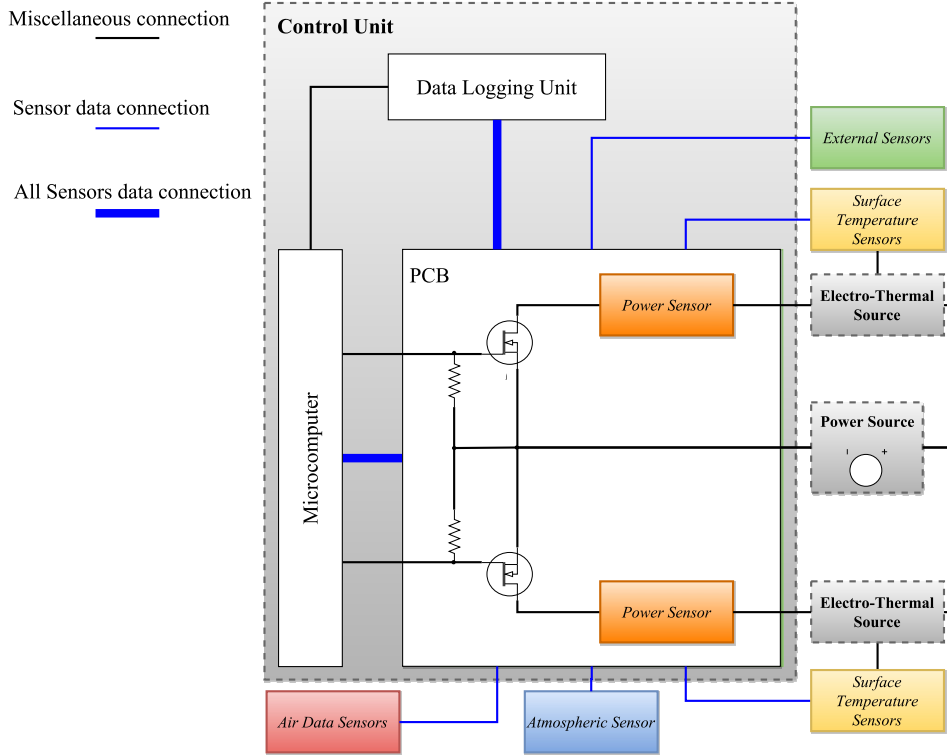 Miscellaneous connection
Sensor data connection
All Sensors data connection
Control Unit
Data Logging Unit
External Sensors
Surface
Temperature
Sensors
PCB
Power Sensor
Electro-Thermal
Source
Microcomputer
Power Source
- +
Power Sensor
Electro-Thermal
Source
Air Data Sensors
Atmospheric Sensor
Surface
Temperature
Sensors